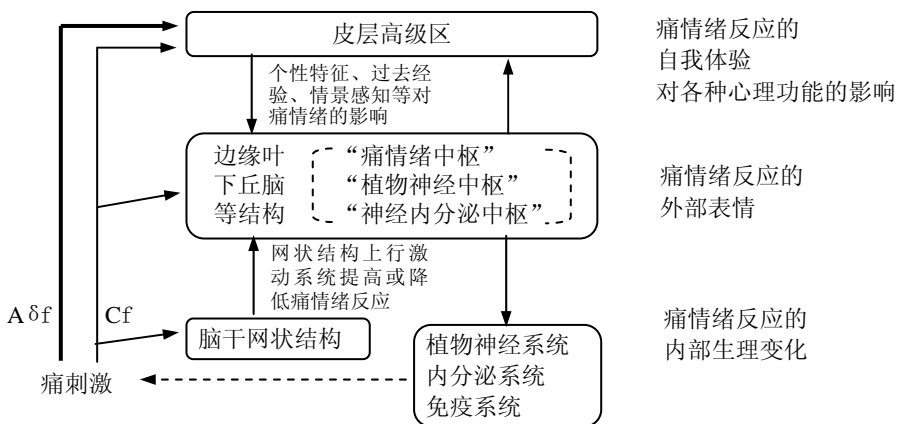 皮层高级区
痛情绪反应的
自我体验
对各种心理功能的影响
个性特征、过去经
验、情景感知等对
痛情绪的影响
边缘叶
下丘脑
等结构
“痛情绪中枢”
“植物神经中枢”
“神经内分泌中枢”
痛情绪反应的
外部表情
网状结构上行激
动系统提高或降
低痛情绪反应
Aδf
Cf
脑干网状结构
植物神经系统
内分泌系统
免疫系统
痛情绪反应的
内部生理变化
痛刺激